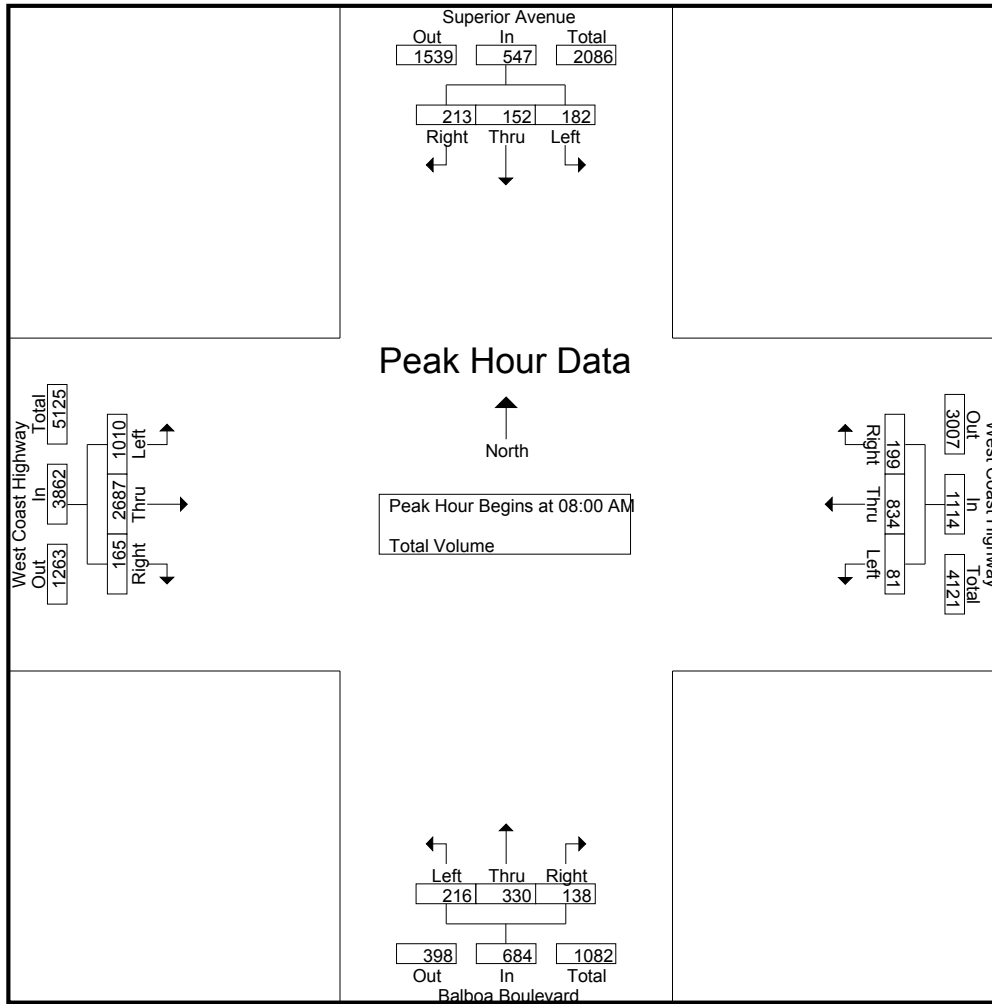 Superior Avenue
Out In Total
1539 547 2086
213 152 182
Right Thru Left
Peak Hour Data
North
Peak Hour Begins at 08:00 AM
Total Volume
West Coast Highway
Total In Out
5125 3862 1263
1010 2687 165
Left Thru Right
West Coast Highway
Out In Total
3007 1114 4121
199 834 81
Right Thru Left
Left Thru Right
216 330 138
398 684 1082
Out In Total
Balboa Boulevard